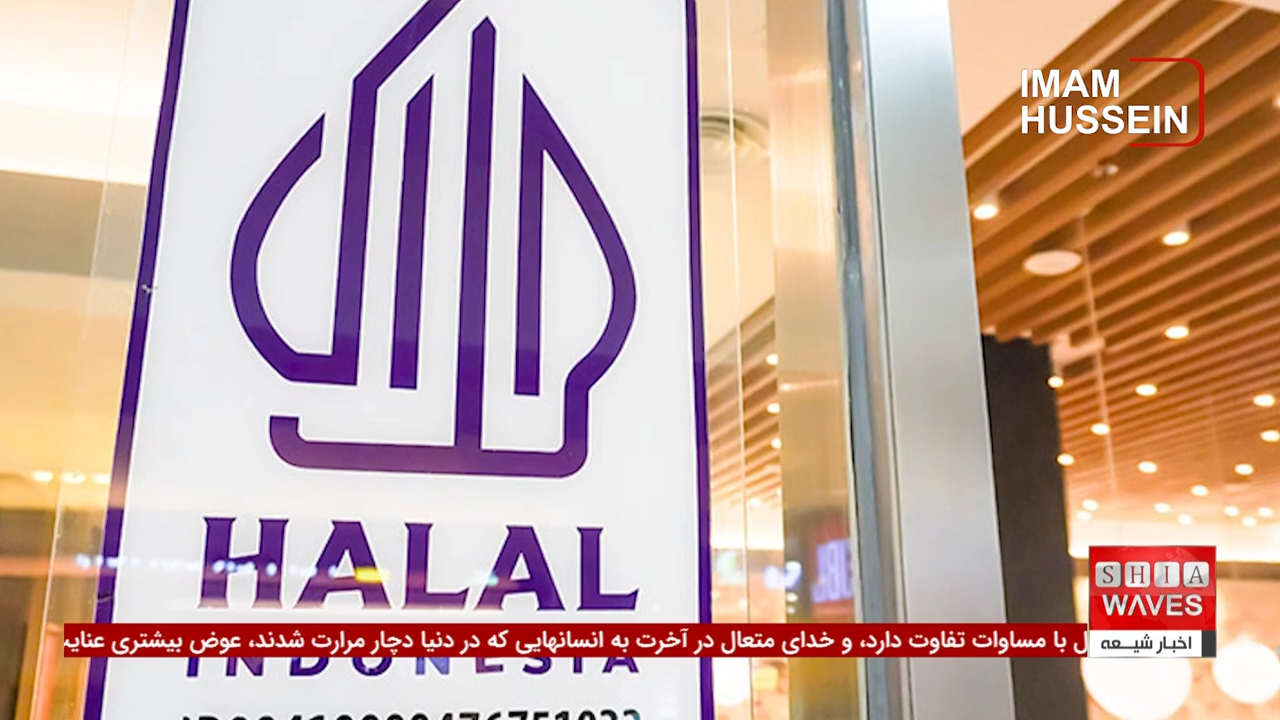 IMAM
HUSSEIN
HALAL
INDONESIA
SHIA
WAVES
اخبار شیعه
با مساوات تفاوت دارد، و خدای متعال در آخرت به انسانهایی که در دنیا دچار مرارت شدند، عوض بیشتری